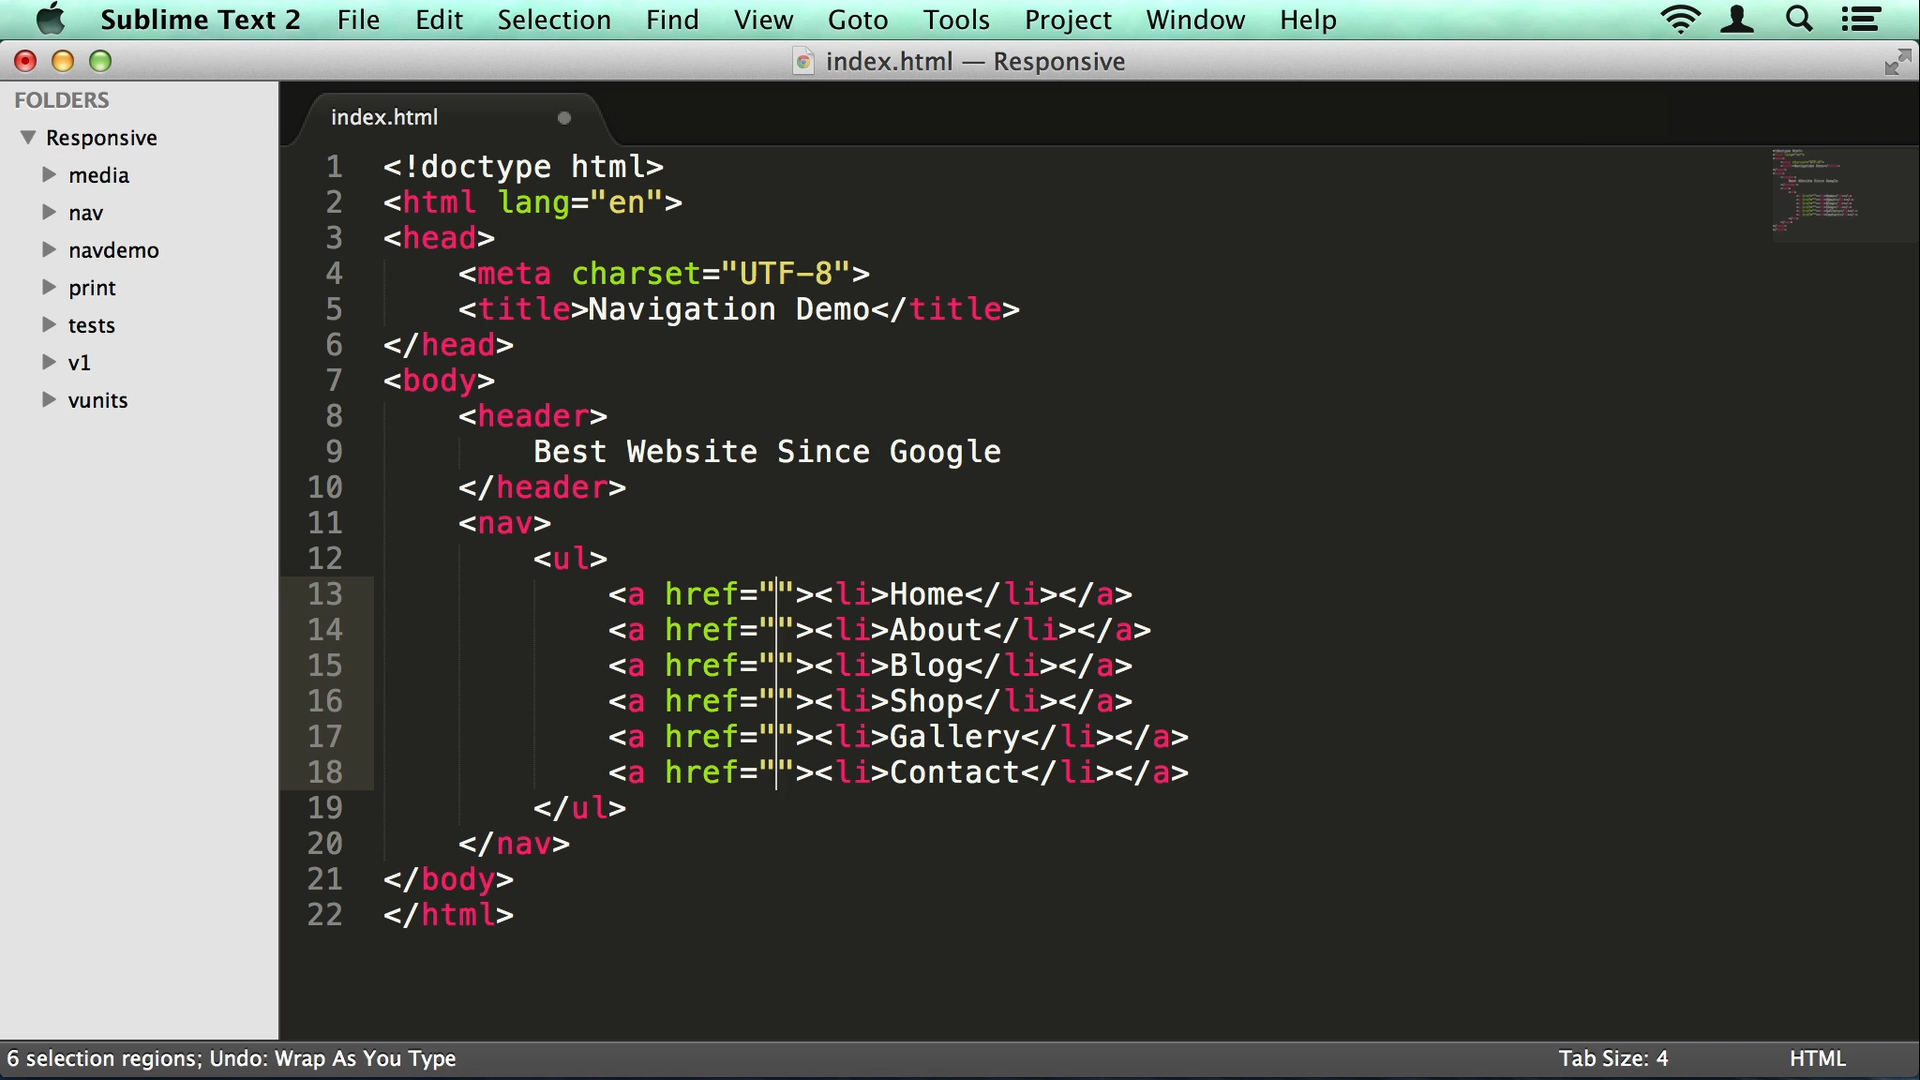 Sublime Text 2 File Edit Selection Find View Goto Tools Project Window Help
index.html — Responsive
FOLDERS
Responsive
media
nav
navdemo
print
tests
v1
vunits
index.html
1 <!doctype html>
2 <html lang="en">
3 <head>
4 <meta charset="UTF-8">
5 <title>Navigation Demo</title>
6 </head>
7 <body>
8 <header>
9 Best Website Since Google
10 </header>
11 <nav>
12 <ul>
13 <a href=""><li>Home</li></a>
14 <a href=""><li>About</li></a>
15 <a href=""><li>Blog</li></a>
16 <a href=""><li>Shop</li></a>
17 <a href=""><li>Gallery</li></a>
18 <a href=""><li>Contact</li></a>
19 </ul>
20 </nav>
21 </body>
22 </html>
6 selection regions; Undo: Wrap As You Type Tab Size: 4 HTML